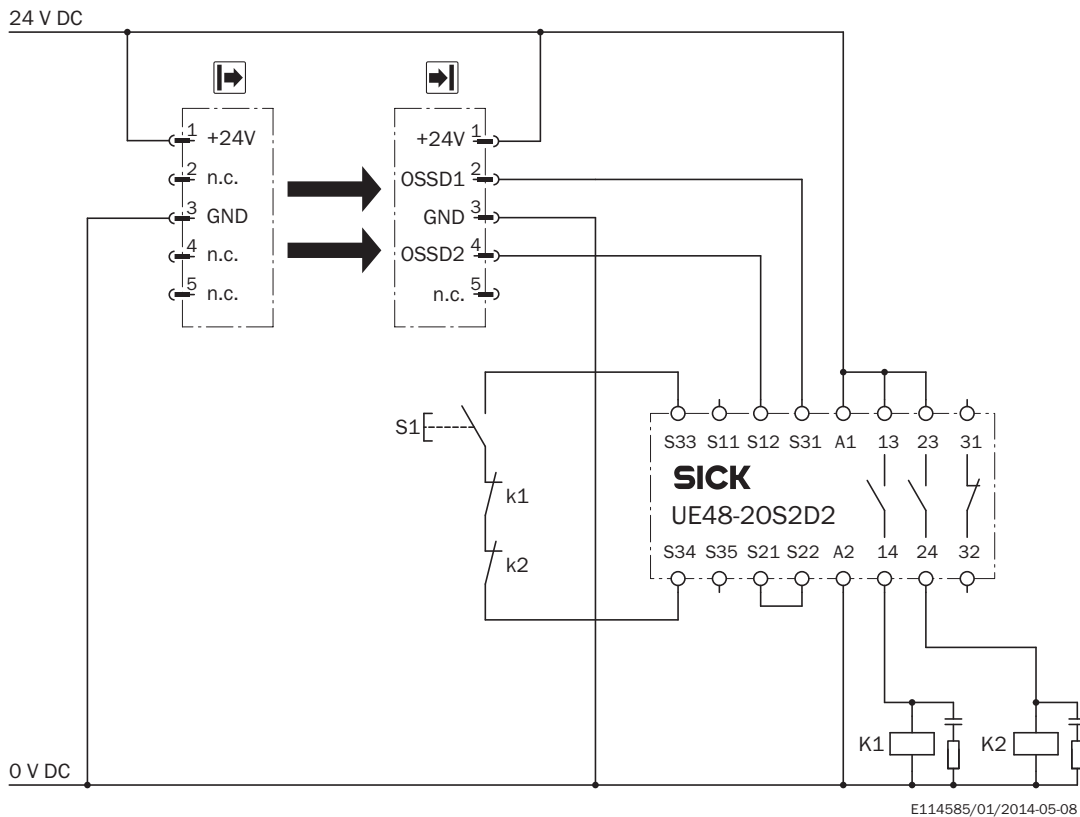 24 V DC
1 +24V
2 n.c.
3 GND
4 n.c.
5 n.c.
+24V 1
OSSD1 2
GND 3
OSSD2 4
n.c. 5
S1
k1
k2
S33 S11 S12 S31 A1 13 23 31
SICK
UE48-2OS2D2
S34 S35 S21 S22 A2 14 24 32
K1
K2
0 V DC
E114585/01/2014-05-08